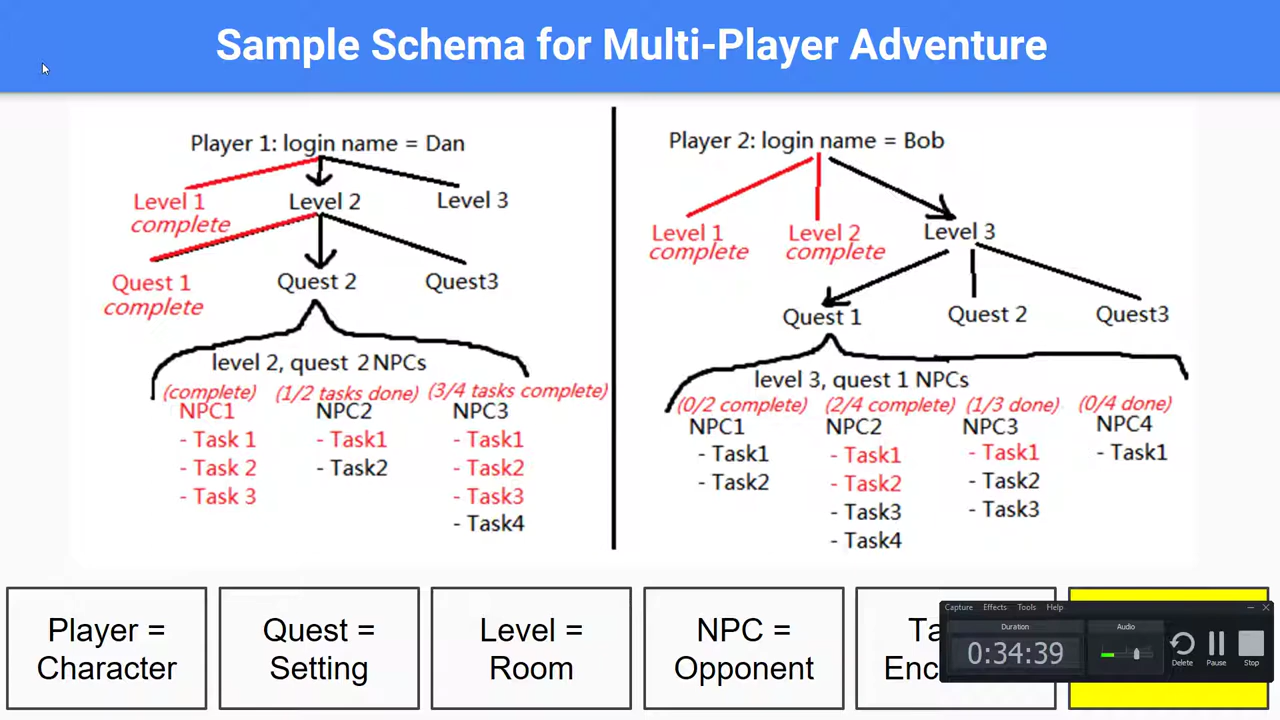 Sample Schema for Multi-Player Adventure
Player 1: login name = Dan
Level 1
complete
Level 2
Level 3
Quest 1
complete
Quest 2
Quest3
level 2, quest 2 NPCs
(complete)
(1/2 tasks done)
(3/4 tasks complete)
NPC1
- Task 1
- Task 2
- Task 3
NPC2
- Task1
- Task2
NPC3
- Task1
- Task2
- Task3
- Task4
Player 2: login name = Bob
Level 1
complete
Level 2
complete
Level 3
Quest 1
Quest 2
Quest3
level 3, quest 1 NPCs
(0/2 complete)
(2/4 complete)
(1/3 done)
(0/4 done)
NPC1
- Task1
- Task2
NPC2
- Task1
- Task2
- Task3
- Task4
NPC3
- Task1
- Task2
- Task3
NPC4
- Task1
Player =
Character
Quest =
Setting
Level =
Room
NPC =
Opponent
Capture Effects Tools Help
Duration
0:34:39
Audio
Delete
Pause
Stop